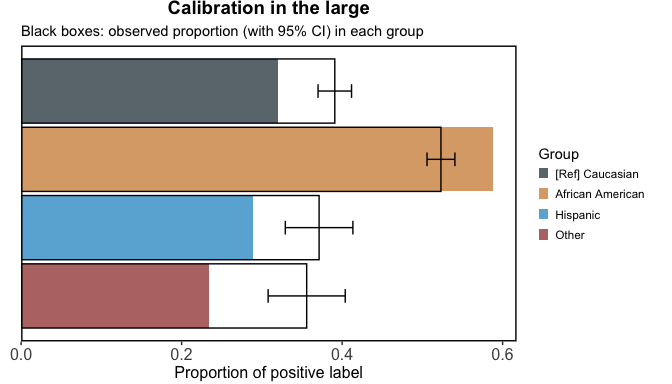 Calibration in the large
Black boxes: observed proportion (with 95% CI) in each group
Group
[Ref] Caucasian
African American
Hispanic
Other
0.0 0.2 0.4 0.6
Proportion of positive label